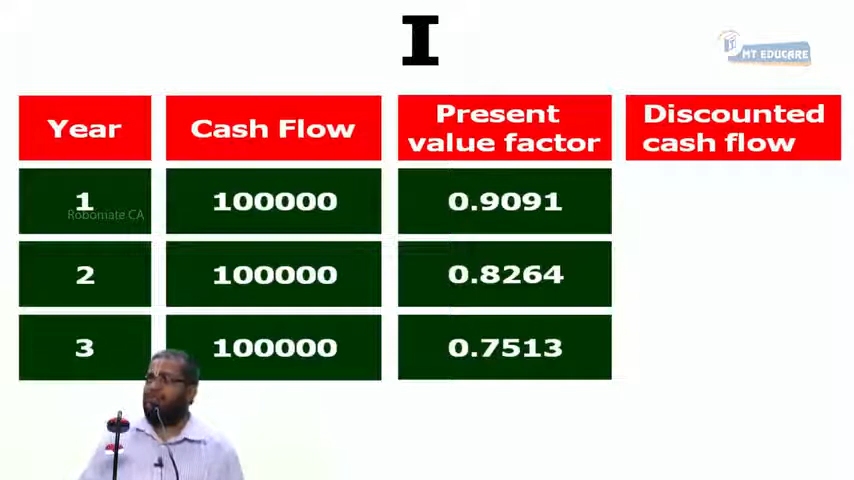 I
MT EDUCARE
Year
Cash Flow
Present
value factor
Discounted
cash flow
1
100000
0.9091
Robomate CA
2
100000
0.8264
3
100000
0.7513